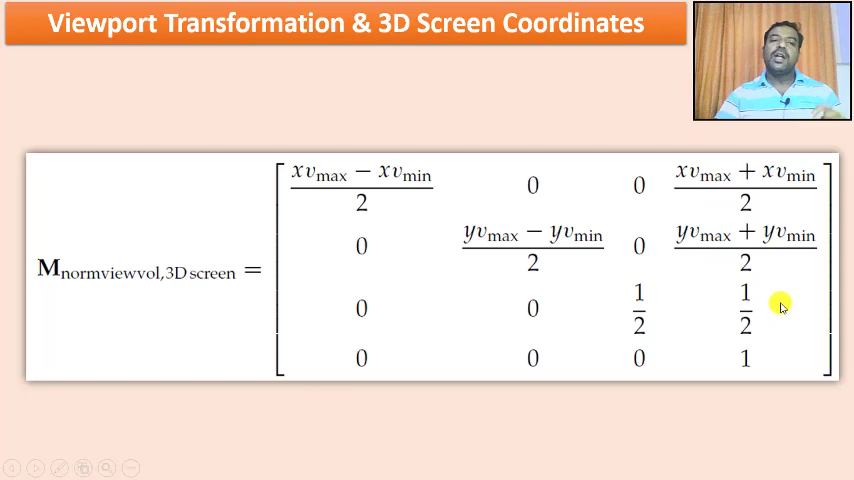 Viewport Transformation & 3D Screen Coordinates
xv_max − xv_min / 2 0 0 xv_max + xv_min / 2
0 yv_max − yv_min / 2 0 yv_max + yv_min / 2
M_normviewvol,3D screen =
0 0 1/2 1/2
0 0 0 1